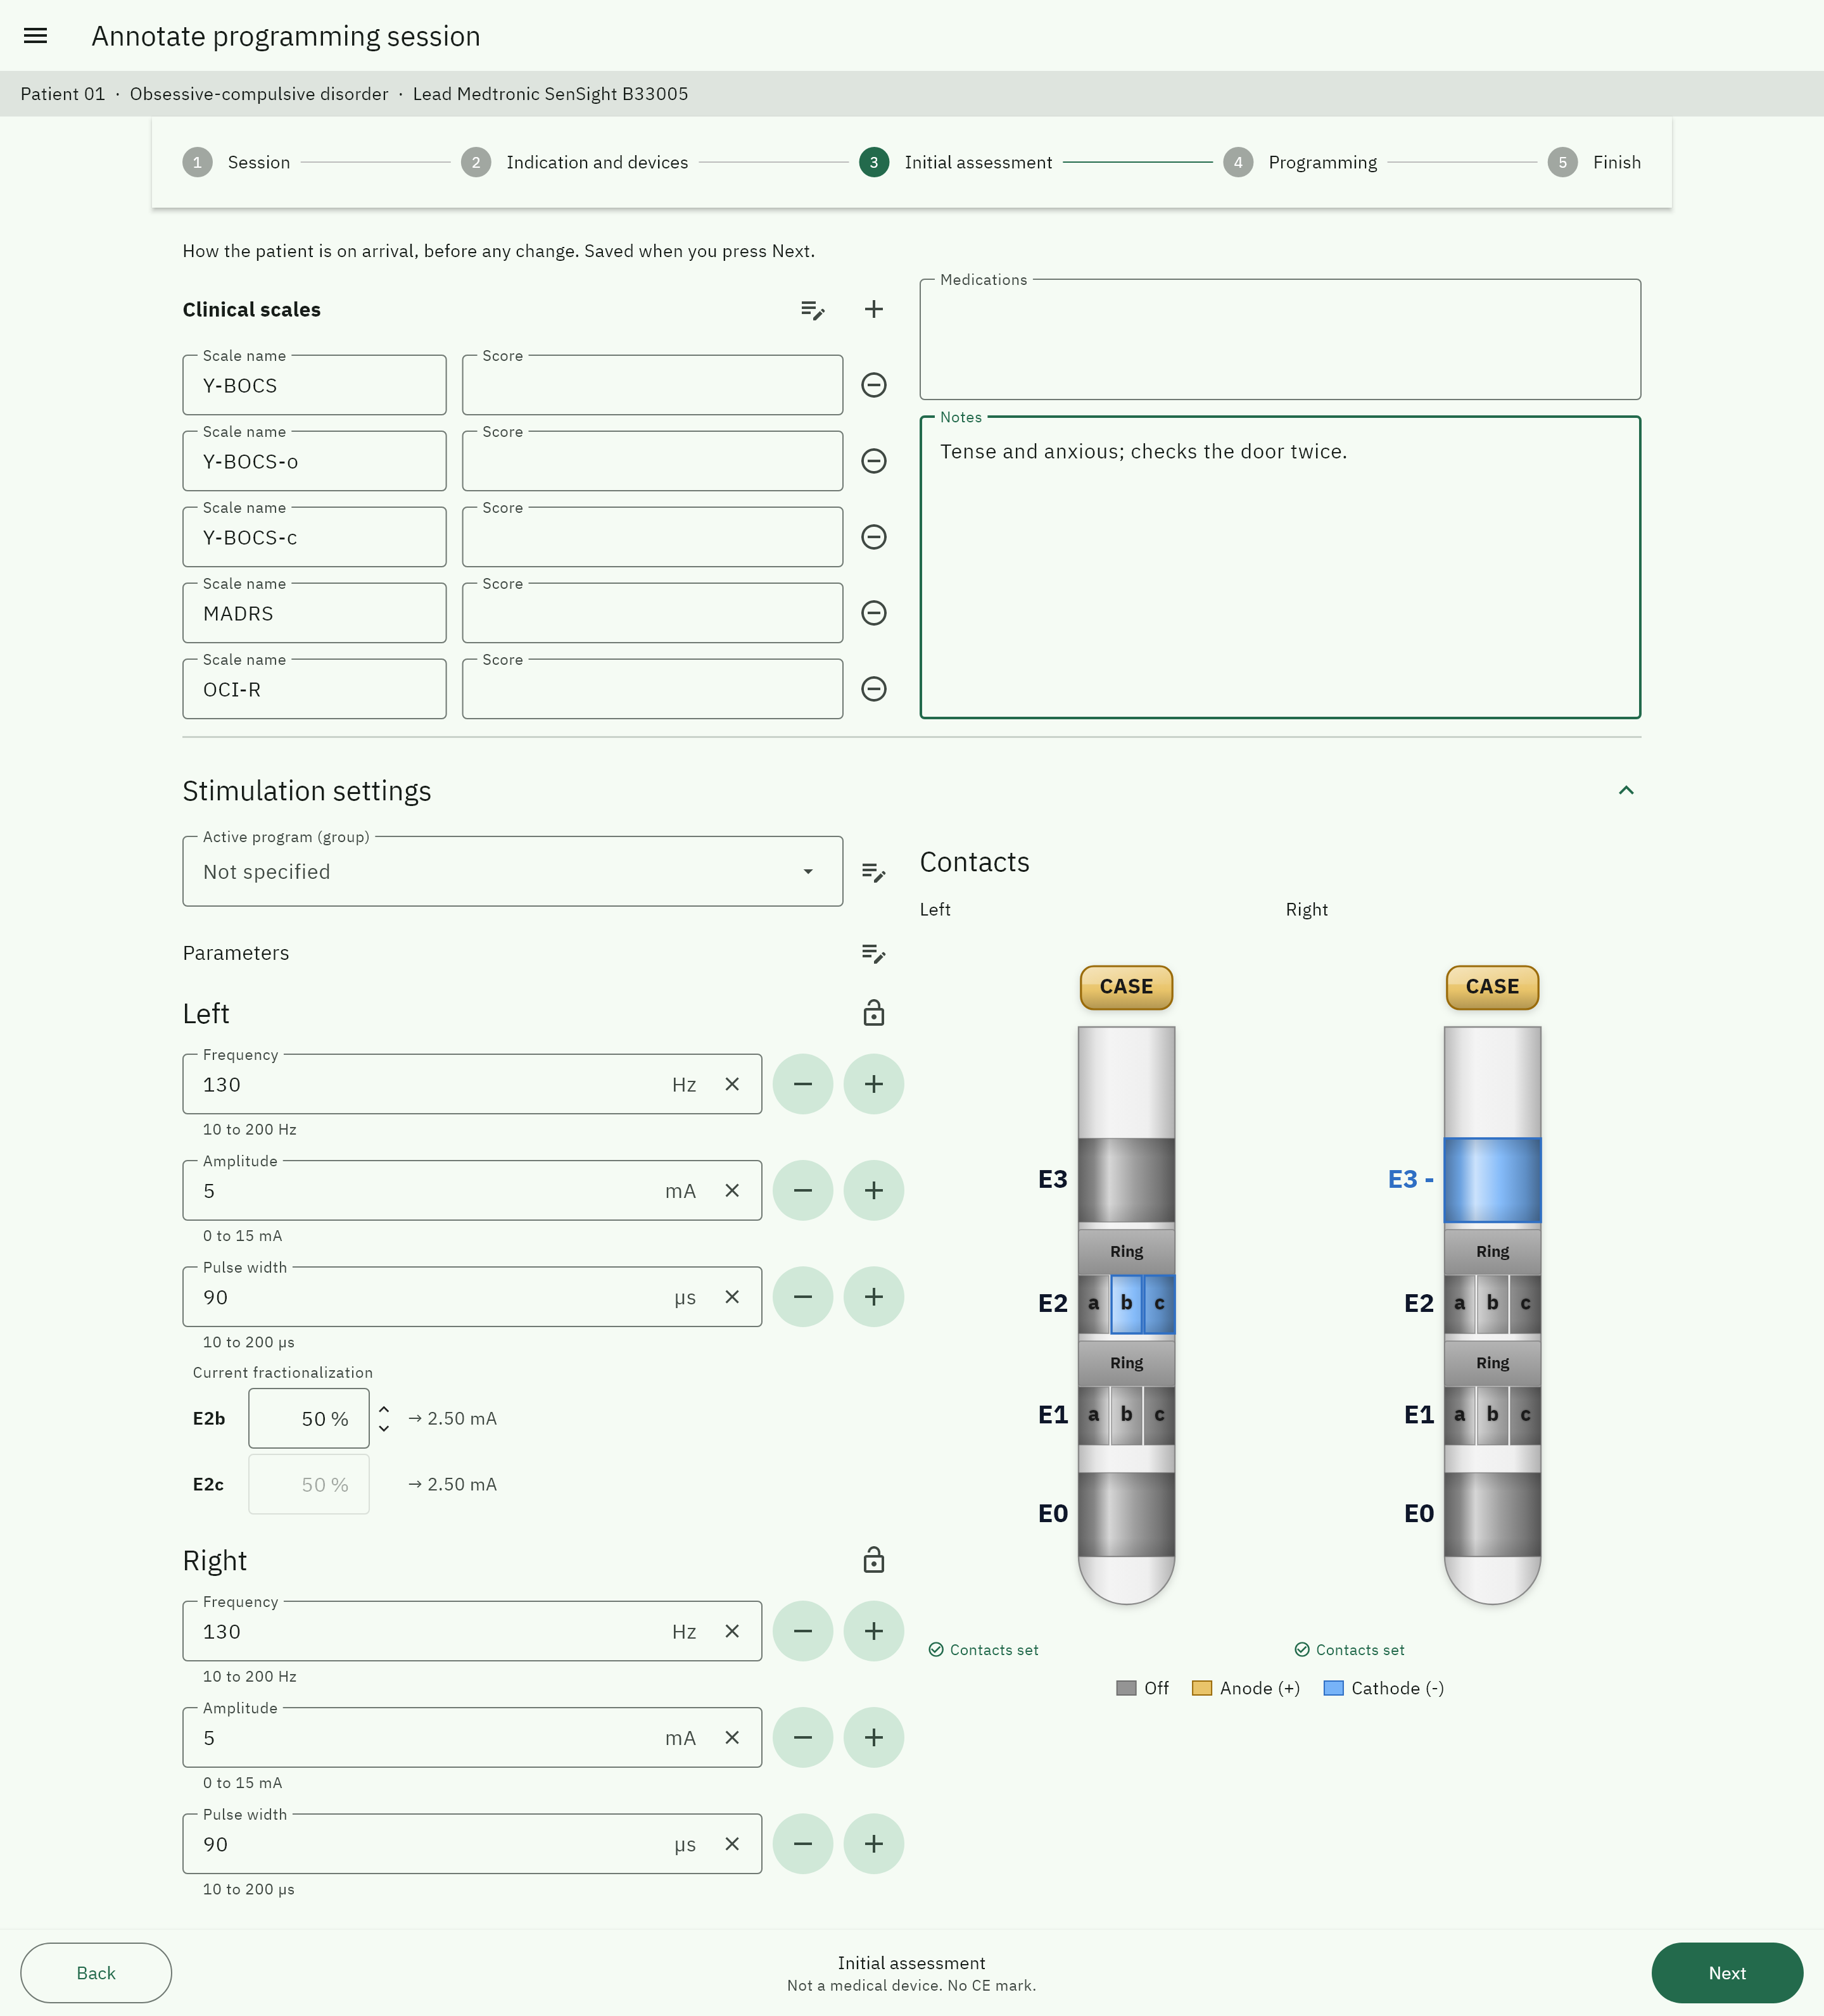 Annotate programming session
Patient 01 · Obsessive-compulsive disorder · Lead Medtronic SenSight B33005
1 Session
2 Indication and devices
3 Initial assessment
4 Programming
5 Finish
How the patient is on arrival, before any change. Saved when you press Next.
Clinical scales
Scale name
Y-BOCS
Score
Scale name
Y-BOCS-o
Score
Scale name
Y-BOCS-c
Score
Scale name
MADRS
Score
Scale name
OCI-R
Score
Medications
Notes
Tense and anxious; checks the door twice.
Stimulation settings
Active program (group)
Not specified
Parameters
Left
Frequency
130 Hz
10 to 200 Hz
Amplitude
5 mA
0 to 15 mA
Pulse width
90 µs
10 to 200 µs
Current fractionalization
E2b 50 % → 2.50 mA
E2c 50 % → 2.50 mA
Right
Frequency
130 Hz
10 to 200 Hz
Amplitude
5 mA
0 to 15 mA
Pulse width
90 µs
10 to 200 µs
Contacts
Left
CASE
E3
Ring
E2 a b c
Ring
E1 a b c
E0
Contacts set
Right
CASE
E3 -
Ring
E2 a b c
Ring
E1 a b c
E0
Contacts set
Off Anode (+) Cathode (-)
Back
Initial assessment
Not a medical device. No CE mark.
Next